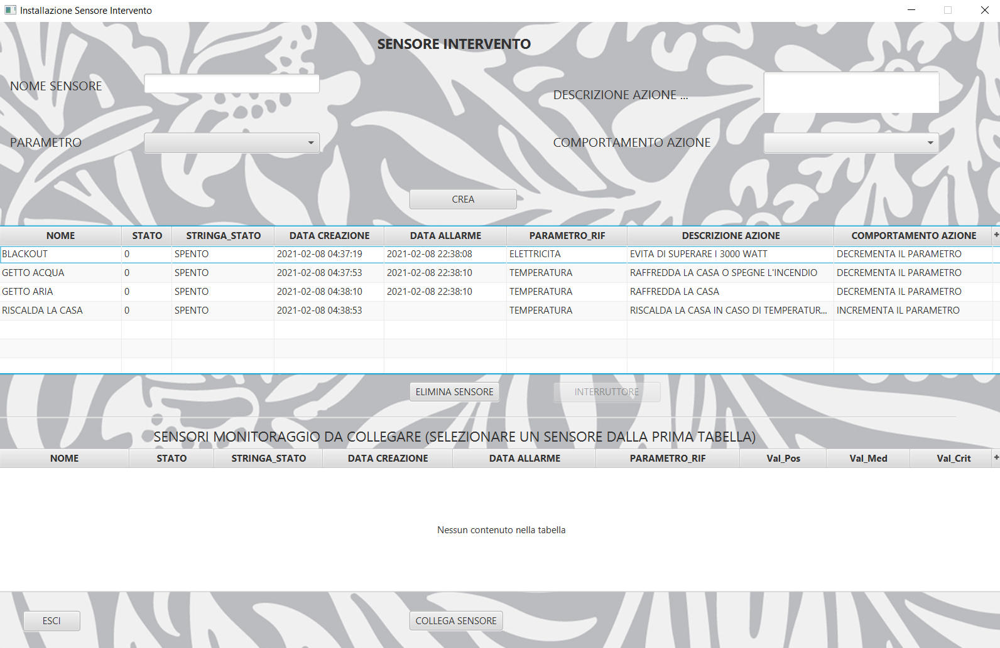 Installazione Sensore Intervento
SENSORE INTERVENTO
NOME SENSORE
DESCRIZIONE AZIONE ...
PARAMETRO
COMPORTAMENTO AZIONE
CREA
NOME STATO STRINGA_STATO DATA CREAZIONE DATA ALLARME PARAMETRO_RIF DESCRIZIONE AZIONE COMPORTAMENTO AZIONE +
BLACKOUT 0 SPENTO 2021-02-08 04:37:19 2021-02-08 22:38:08 ELETTRICITA EVITA DI SUPERARE I 3000 WATT DECREMENTA IL PARAMETRO
GETTO ACQUA 0 SPENTO 2021-02-08 04:37:53 2021-02-08 22:38:10 TEMPERATURA RAFFREDDA LA CASA O SPEGNE L'INCENDIO DECREMENTA IL PARAMETRO
GETTO ARIA 0 SPENTO 2021-02-08 04:38:10 2021-02-08 22:38:10 TEMPERATURA RAFFREDDA LA CASA DECREMENTA IL PARAMETRO
RISCALDA LA CASA 0 SPENTO 2021-02-08 04:38:53 TEMPERATURA RISCALDA LA CASA IN CASO DI TEMPERATUR... INCREMENTA IL PARAMETRO
ELIMINA SENSORE INTERRUTTORE
SENSORI MONITORAGGIO DA COLLEGARE (SELEZIONARE UN SENSORE DALLA PRIMA TABELLA)
NOME STATO STRINGA_STATO DATA CREAZIONE DATA ALLARME PARAMETRO_RIF Val_Pos Val_Med Val_Crit +
Nessun contenuto nella tabella
ESCI COLLEGA SENSORE